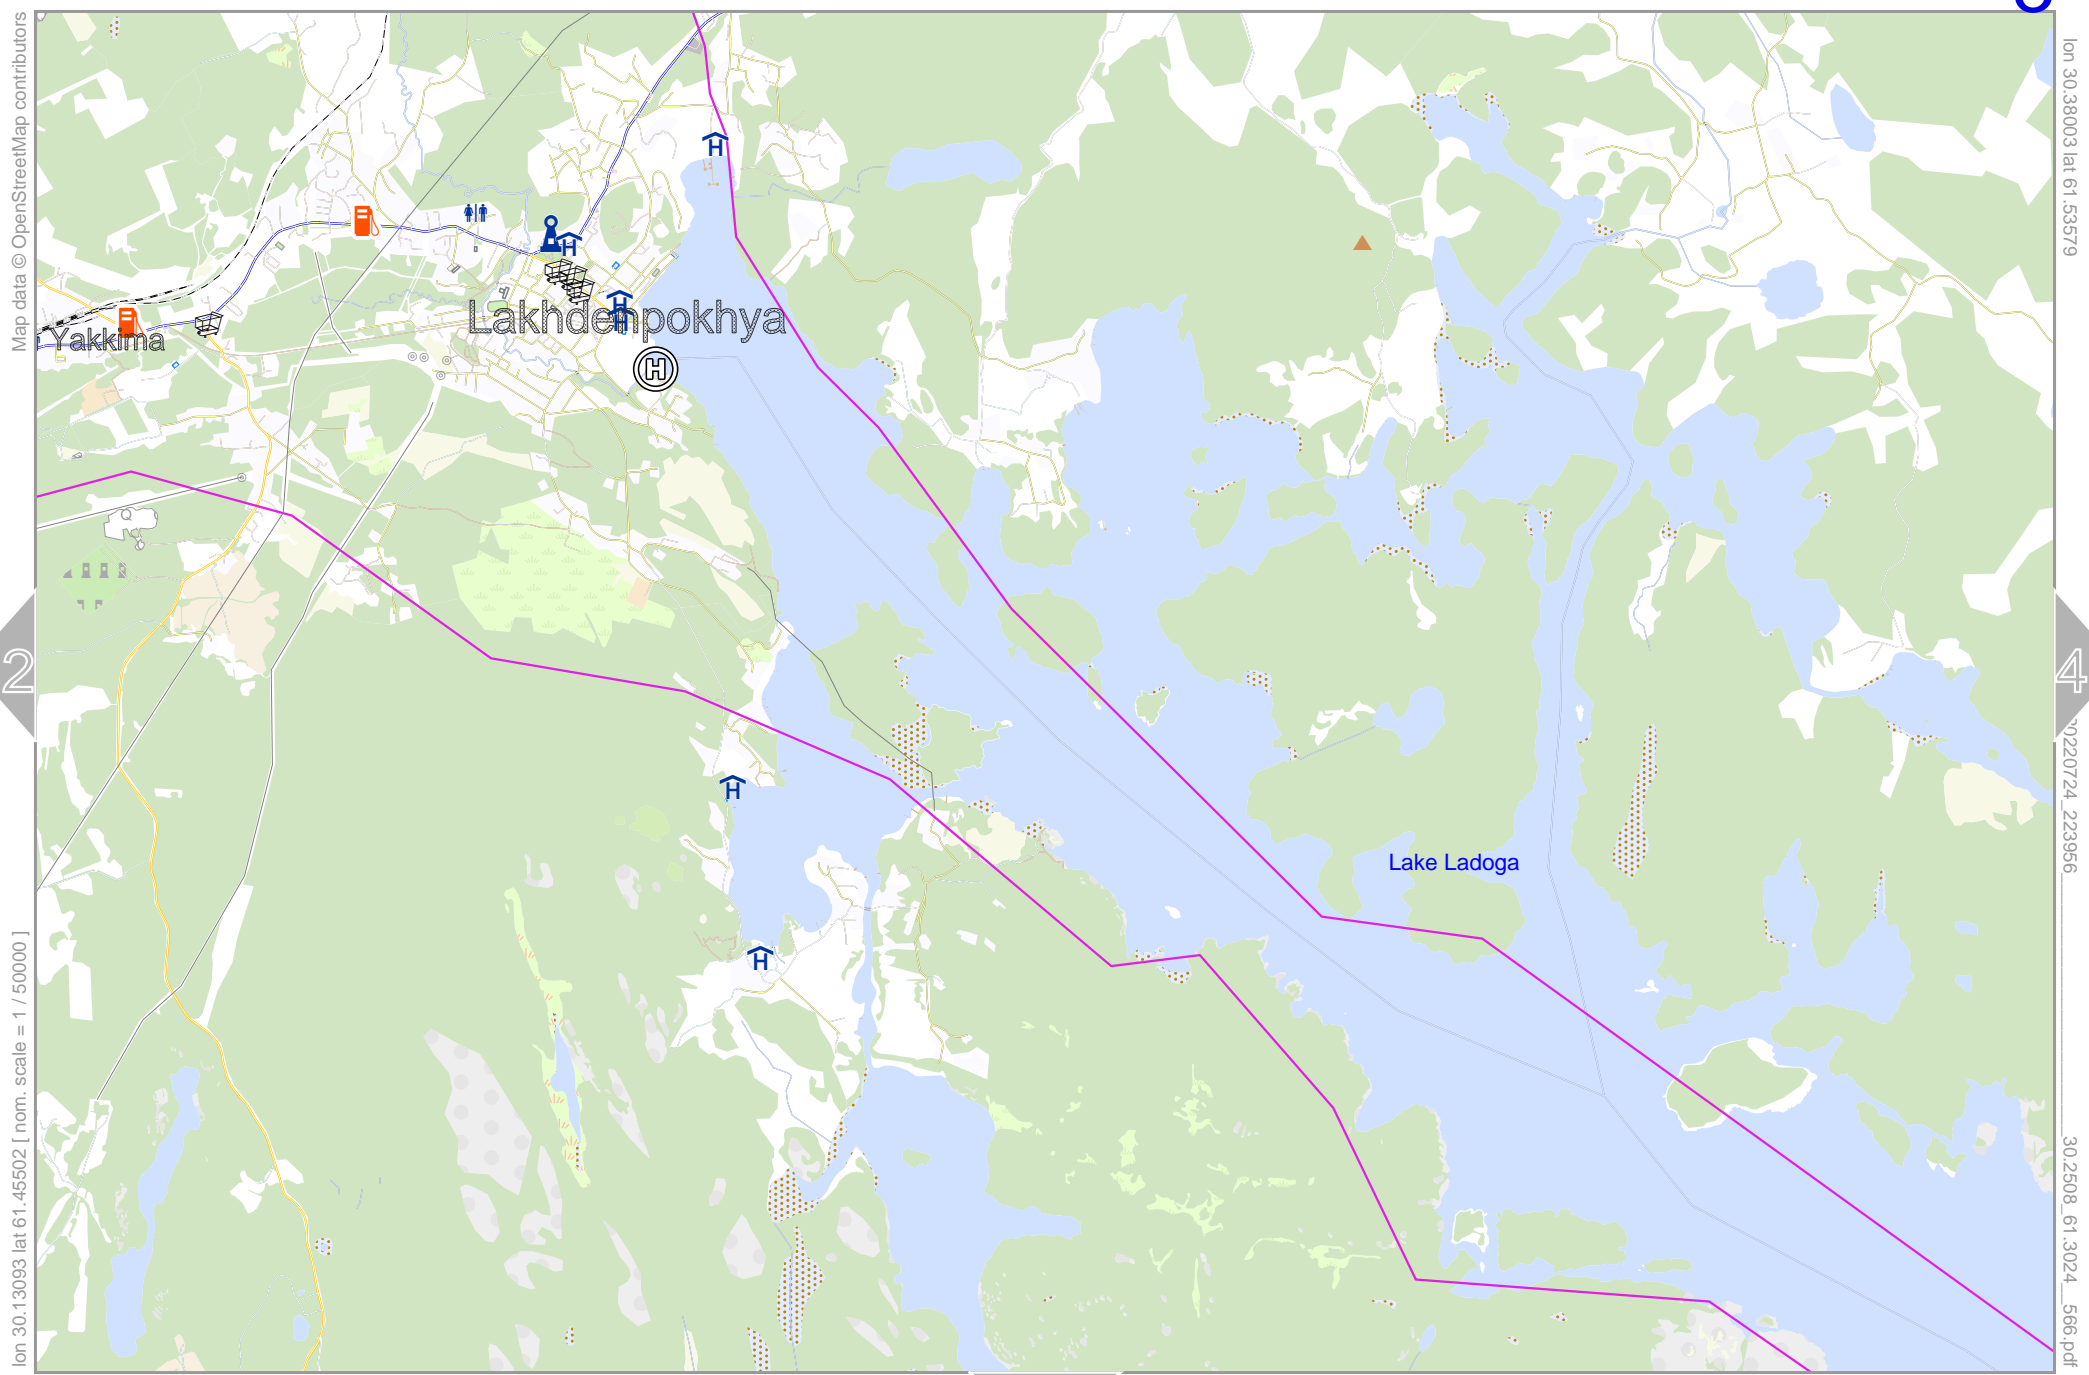 Map data © OpenStreetMap contributors
lon 30.13093 lat 61.45502 [ nom. scale = 1 / 50000 ]
lon 30.38003 lat 61.53579
Yakkima
Lakhdenpokhya
H
H
H
H
H
H
H
Lake Ladoga
2
4
20220724_223956
30.2508_61.3024__566.pdf